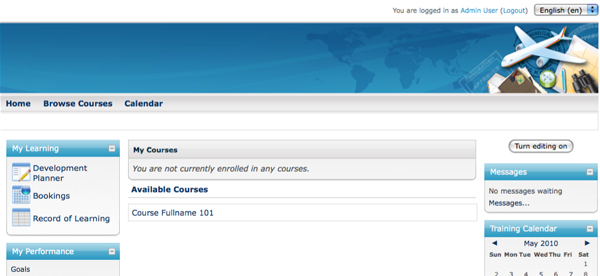 You are logged in as Admin User (Logout) English (en)
Home Browse Courses Calendar
My Learning
Development
Planner
Bookings
Record of Learning
My Performance
Goals
My Courses
You are not currently enrolled in any courses.
Available Courses
Course Fullname 101
Turn editing on
Messages
No messages waiting
Messages...
Training Calendar
◄ May 2010 ►
Sun Mon Tue Wed Thu Fri Sat
1
2 3 4 5 6 7 8